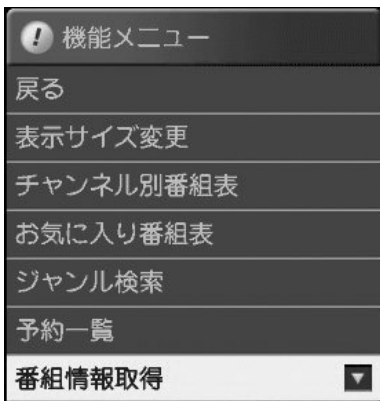 機能メニュー
戻る
表示サイズ変更
チャンネル別番組表
お気に入り番組表
ジャンル検索
予約一覧
番組情報取得